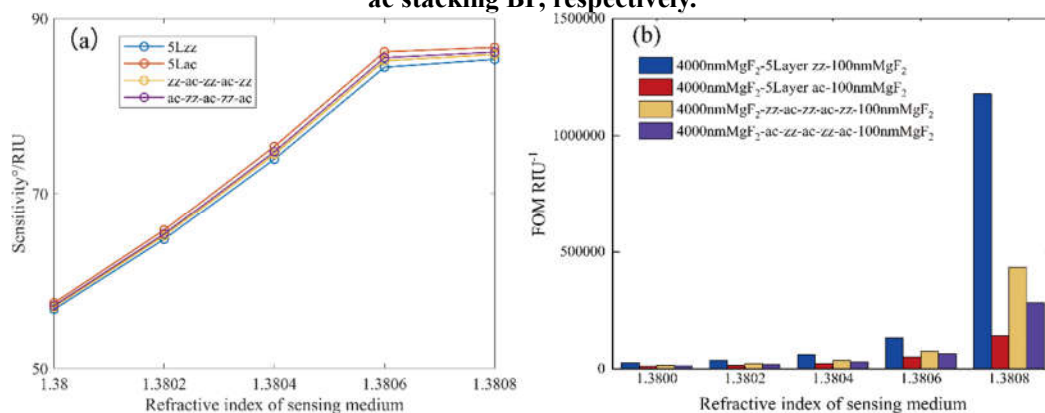 ac stacking BP, respectively.
(a)
90
70
50
Sensitivity°/RIU
5Lzz
5Lac
zz-ac-zz-ac-zz
ac-zz-ac-zz-ac
1.38 1.3802 1.3804 1.3806 1.3808
Refractive index of sensing medium
(b)
1500000
1000000
500000
0
FOM RIU⁻¹
4000nmMgF₂-5Layer zz-100nmMgF₂
4000nmMgF₂-5Layer ac-100nmMgF₂
4000nmMgF₂-zz-ac-zz-ac-zz-100nmMgF₂
4000nmMgF₂-ac-zz-ac-zz-ac-100nmMgF₂
1.3800 1.3802 1.3804 1.3806 1.3808
Refractive index of sensing medium